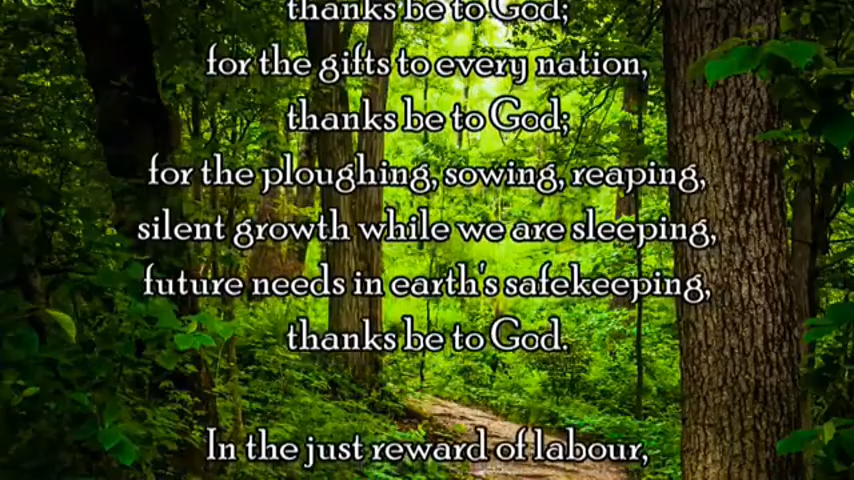 thanks be to God;
for the gifts to every nation,
thanks be to God;
for the ploughing, sowing, reaping,
silent growth while we are sleeping,
future needs in earth's safekeeping,
thanks be to God.
In the just reward of labour,